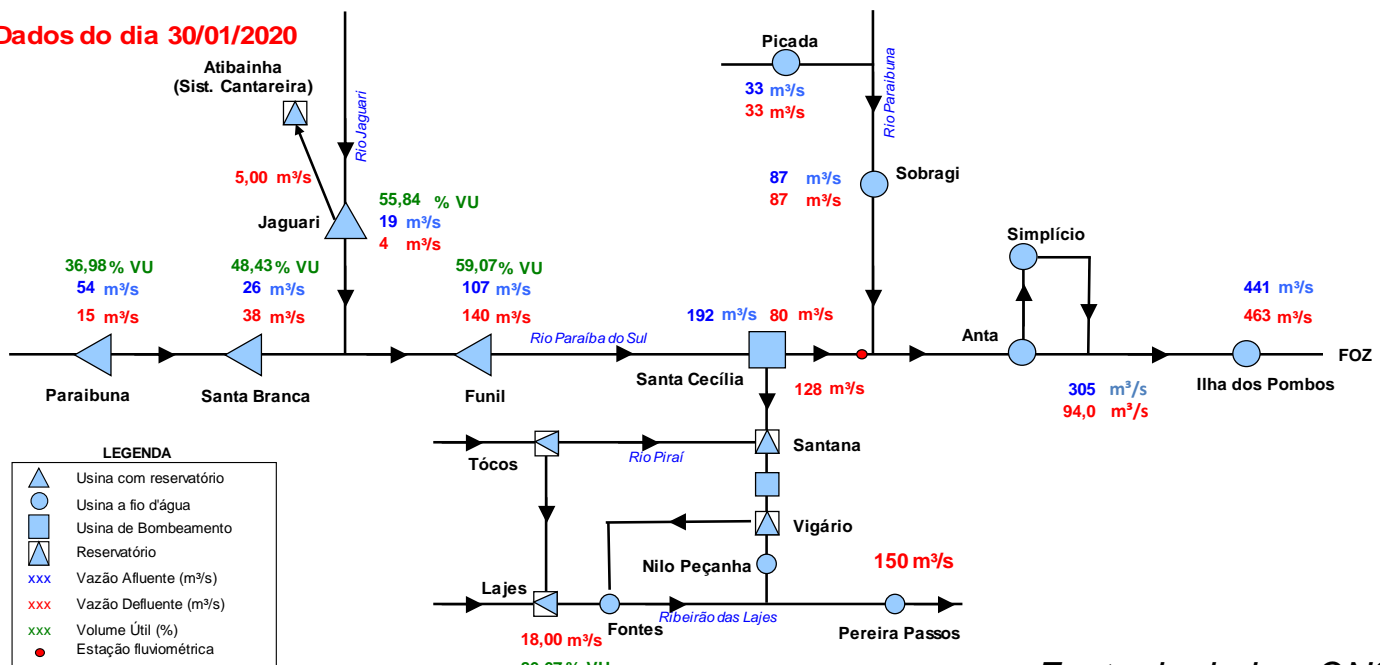 Dados do dia 30/01/2020
Atibainha
(Sist. Cantareira)
Rio Jaguari
5,00 m³/s
Jaguari
55,84 % VU
19 m³/s
4 m³/s
Picada
33 m³/s
33 m³/s
Rio Paraibuna
87 m³/s
87 m³/s
Sobragi
36,98 % VU
54 m³/s
15 m³/s
Paraibuna
48,43 % VU
26 m³/s
38 m³/s
Santa Branca
59,07 % VU
107 m³/s
140 m³/s
Funil
Rio Paraíba do Sul
192 m³/s 80 m³/s
Santa Cecília
128 m³/s
Simplício
Anta
305 m³/s
94,0 m³/s
441 m³/s
463 m³/s
Ilha dos Pombos
FOZ
Tócos
Rio Piraí
Santana
Vigário
Nilo Peçanha
150 m³/s
Lajes
Fontes
Ribeirão das Lajes
Pereira Passos
18,00 m³/s
LEGENDA
Usina com reservatório
Usina a fio d'água
Usina de Bombeamento
Reservatório
xxx Vazão Afluente (m³/s)
xxx Vazão Defluente (m³/s)
xxx Volume Útil (%)
Estação fluviométrica